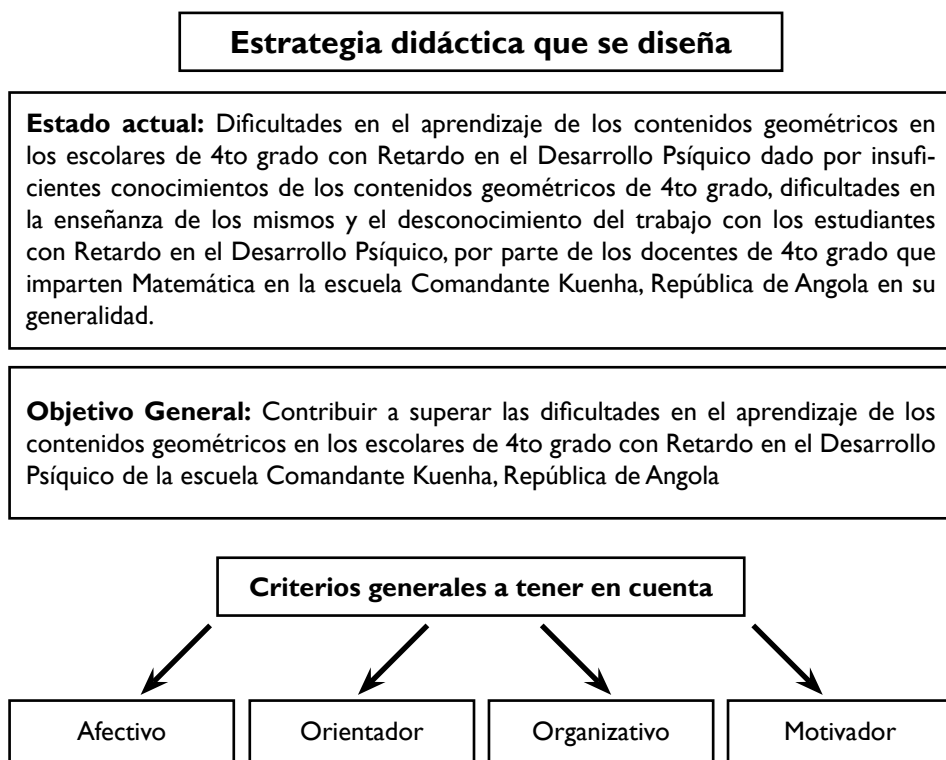 Estrategia didáctica que se diseña
Estado actual: Dificultades en el aprendizaje de los contenidos geométricos en
los escolares de 4to grado con Retardo en el Desarrollo Psíquico dado por insufi-
cientes conocimientos de los contenidos geométricos de 4to grado, dificultades en
la enseñanza de los mismos y el desconocimiento del trabajo con los estudiantes
con Retardo en el Desarrollo Psíquico, por parte de los docentes de 4to grado que
imparten Matemática en la escuela Comandante Kuenha, República de Angola en su
generalidad.
Objetivo General: Contribuir a superar las dificultades en el aprendizaje de los
contenidos geométricos en los escolares de 4to grado con Retardo en el Desarrollo
Psíquico de la escuela Comandante Kuenha, República de Angola
Criterios generales a tener en cuenta
Afectivo Orientador Organizativo Motivador